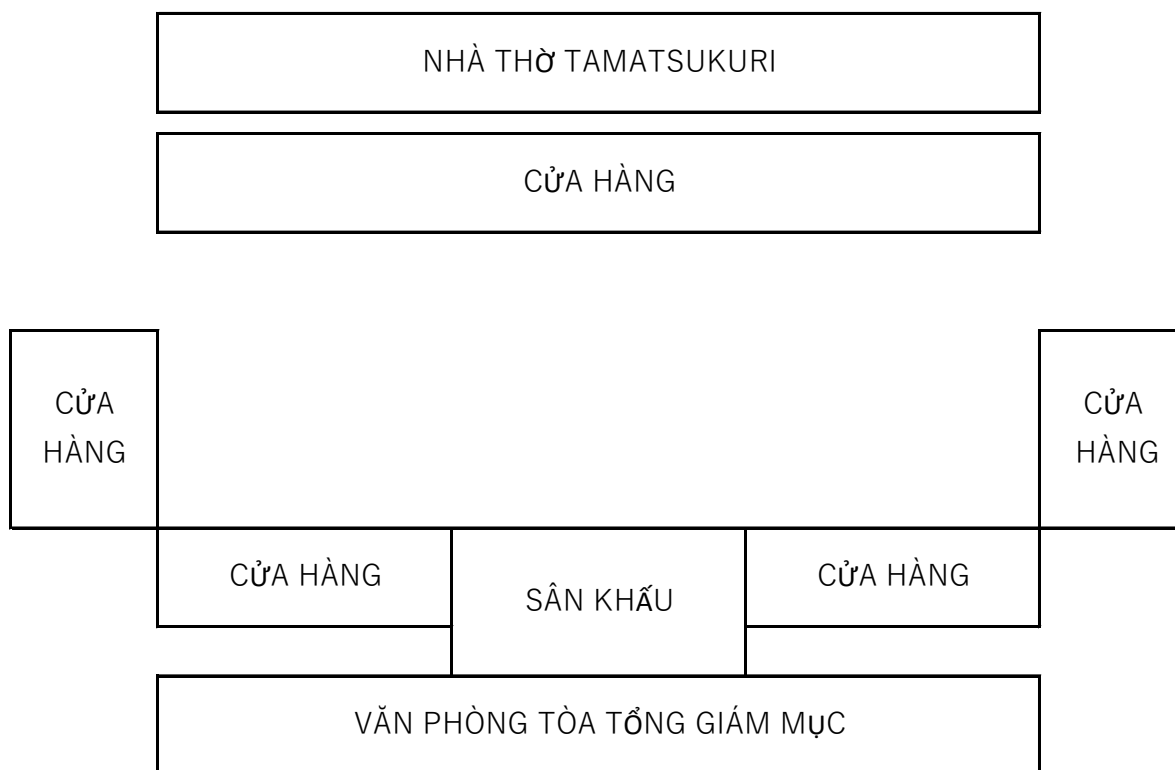 NHÀ THỜ TAMATSUKURI
CỬA HÀNG
CỬA
HÀNG
CỬA
HÀNG
CỬA HÀNG
SÂN KHẤU
CỬA HÀNG
VĂN PHÒNG TÒA TỔNG GIÁM MỤC